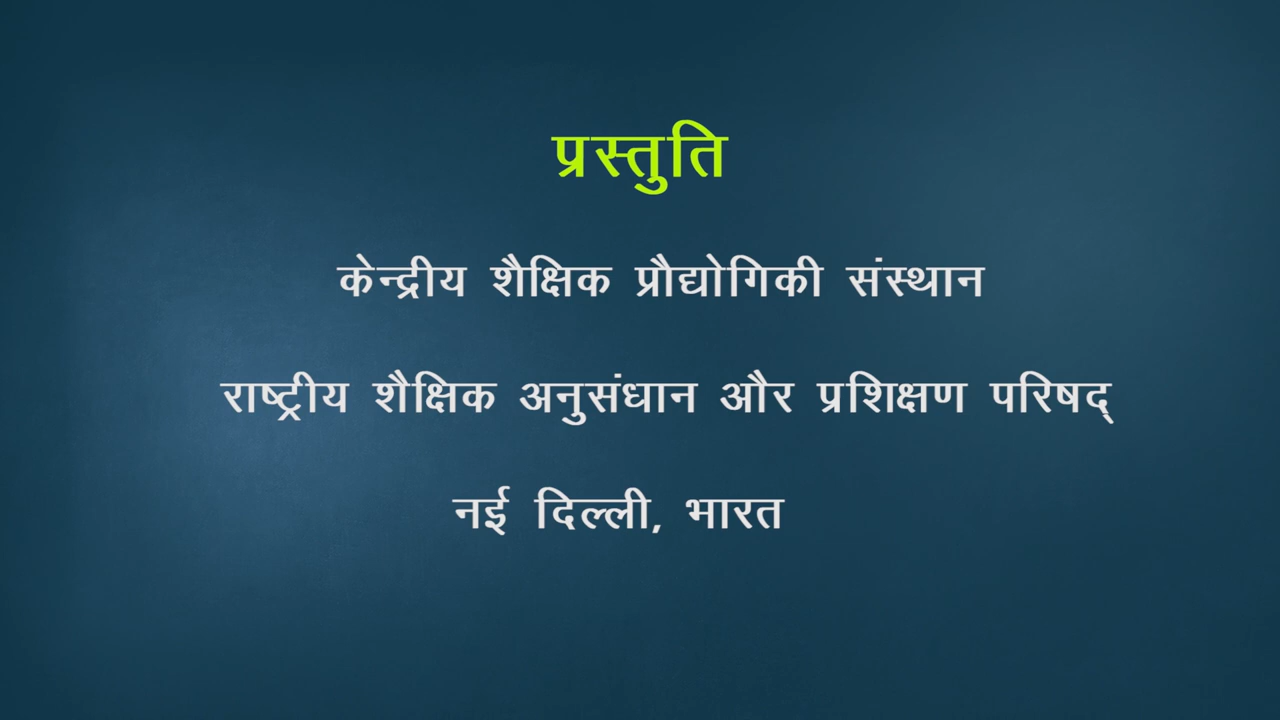 प्रस्तुति
केन्द्रीय शैक्षिक प्रौद्योगिकी संस्थान
राष्ट्रीय शैक्षिक अनुसंधान और प्रशिक्षण परिषद्
नई दिल्ली, भारत